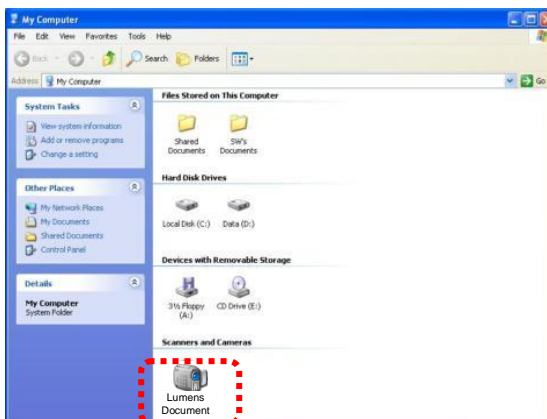 My Computer
File Edit View Favorites Tools Help
Back Search Folders
Address My Computer Go
System Tasks
View system information
Add or remove programs
Change a setting
Other Places
My Network Places
My Documents
Shared Documents
Control Panel
Details
My Computer
System Folder
Files Stored on This Computer
Shared Documents
SW's Documents
Hard Disk Drives
Local Disk (C:) Data (D:)
Devices with Removable Storage
3½ Floppy (A:)
CD Drive (E:)
Scanners and Cameras
Lumens
Document